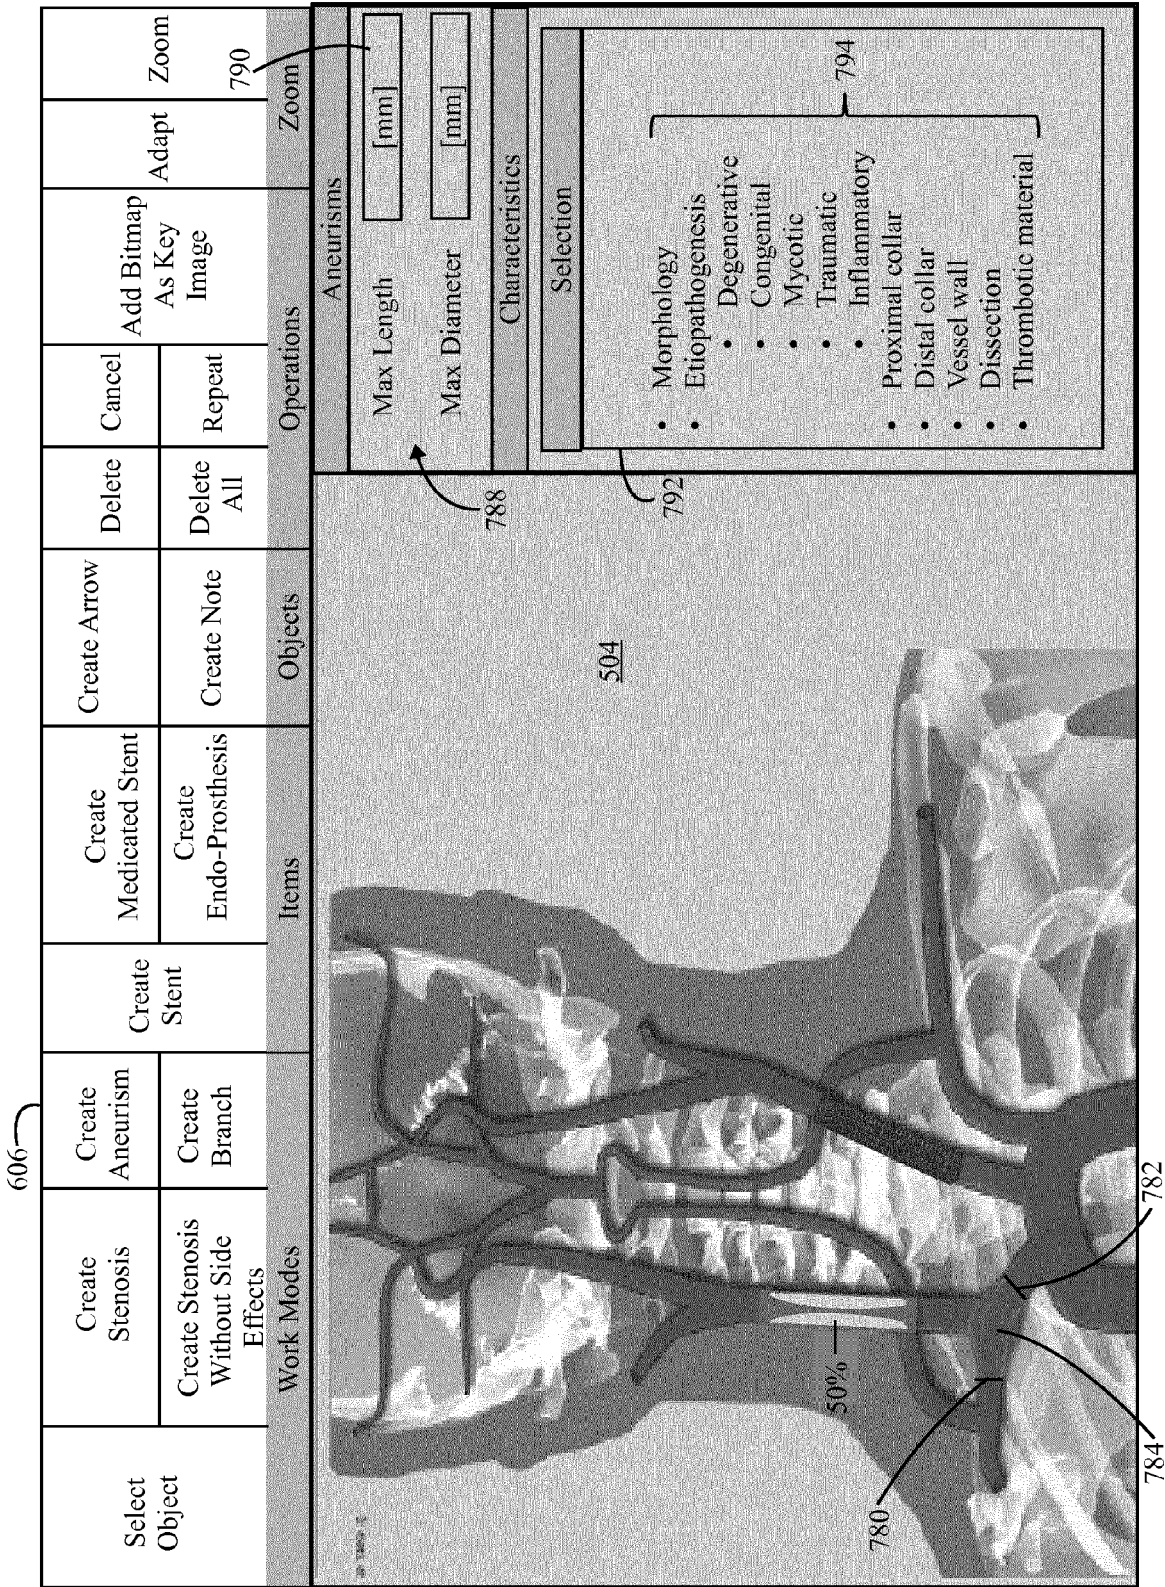 606
Select
Object
Create
Stenosis
Create Stenosis
Without Side
Effects
Create
Aneurism
Create
Branch
Work Modes
Create
Stent
Create
Medicated Stent
Create
Endo-Prosthesis
Items
Create Arrow
Create Note
Objects
Delete
Delete
All
Cancel
Repeat
Add Bitmap
As Key
Image
Operations
Adapt
Zoom
Zoom
790
Aneurisms
Max Length [mm]
Max Diameter [mm]
788
Characteristics
Selection
792
• Morphology
• Etiopathogenesis
• Degenerative
• Congenital
• Mycotic
• Traumatic
• Inflammatory
• Proximal collar
• Distal collar
• Vessel wall
• Dissection
• Thrombotic material
794
504
50%
780
782
784